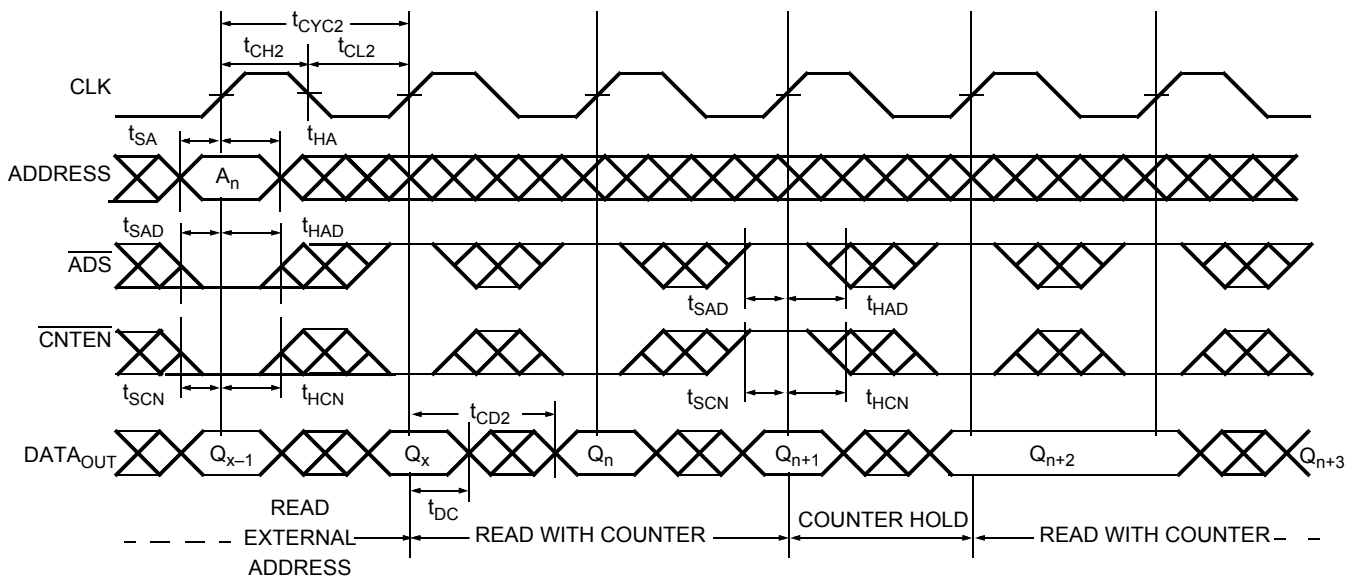 tCYC2
tCH2 tCL2
CLK
tSA tHA
ADDRESS An
tSAD tHAD
ADS
tSAD tHAD
CNTEN
tSCN tHCN tSCN tHCN
tCD2
DATAOUT Qx–1 Qx Qn Qn+1 Qn+2 Qn+3
tDC
READ
EXTERNAL
ADDRESS
READ WITH COUNTER
COUNTER HOLD
READ WITH COUNTER